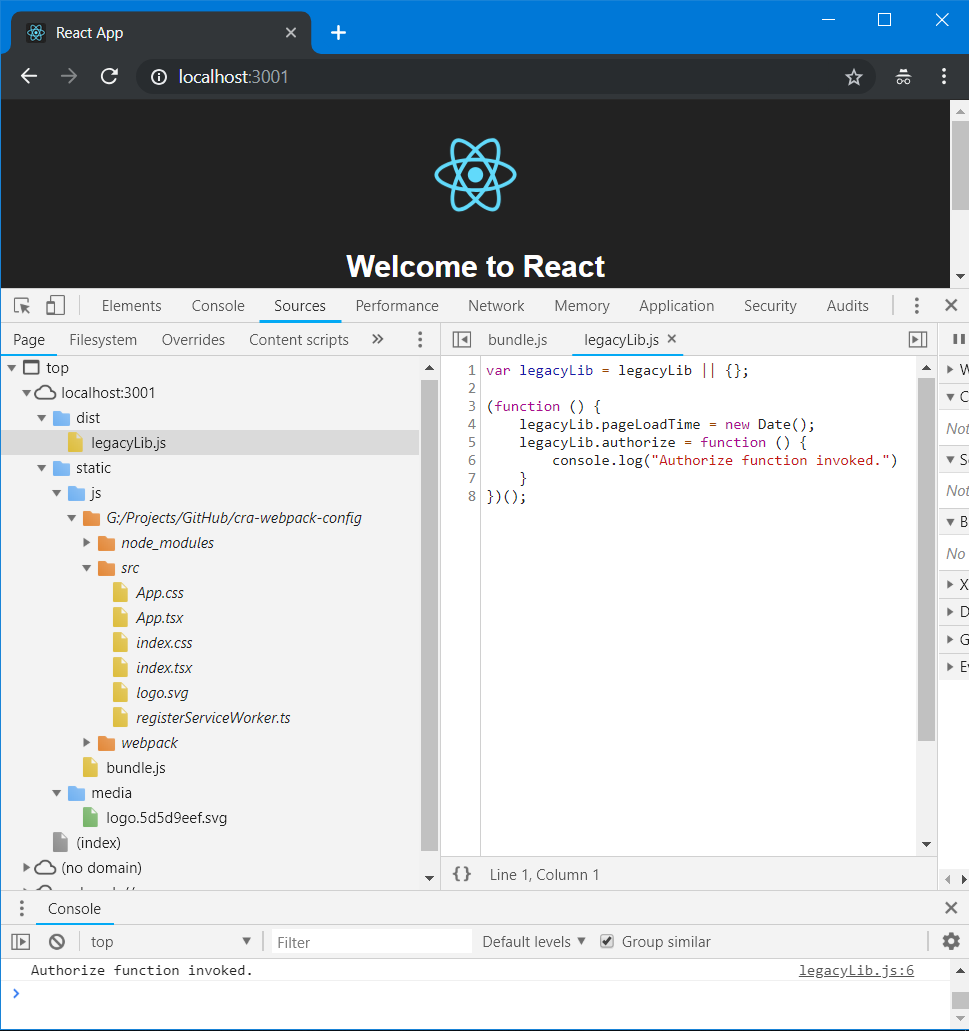 React App
localhost:3001
Welcome to React
Elements Console Sources Performance Network Memory Application Security Audits
Page Filesystem Overrides Content scripts »
bundle.js legacyLib.js
top
localhost:3001
dist
legacyLib.js
static
js
G:/Projects/GitHub/cra-webpack-config
node_modules
src
App.css
App.tsx
index.css
index.tsx
logo.svg
registerServiceWorker.ts
webpack
bundle.js
media
logo.5d5d9eef.svg
(index)
(no domain)
1 var legacyLib = legacyLib || {};
2
3 (function () {
4 legacyLib.pageLoadTime = new Date();
5 legacyLib.authorize = function () {
6 console.log("Authorize function invoked.")
7 }
8 })();
{} Line 1, Column 1
Not
Not
No
Console
top Filter Default levels Group similar
Authorize function invoked. legacyLib.js:6